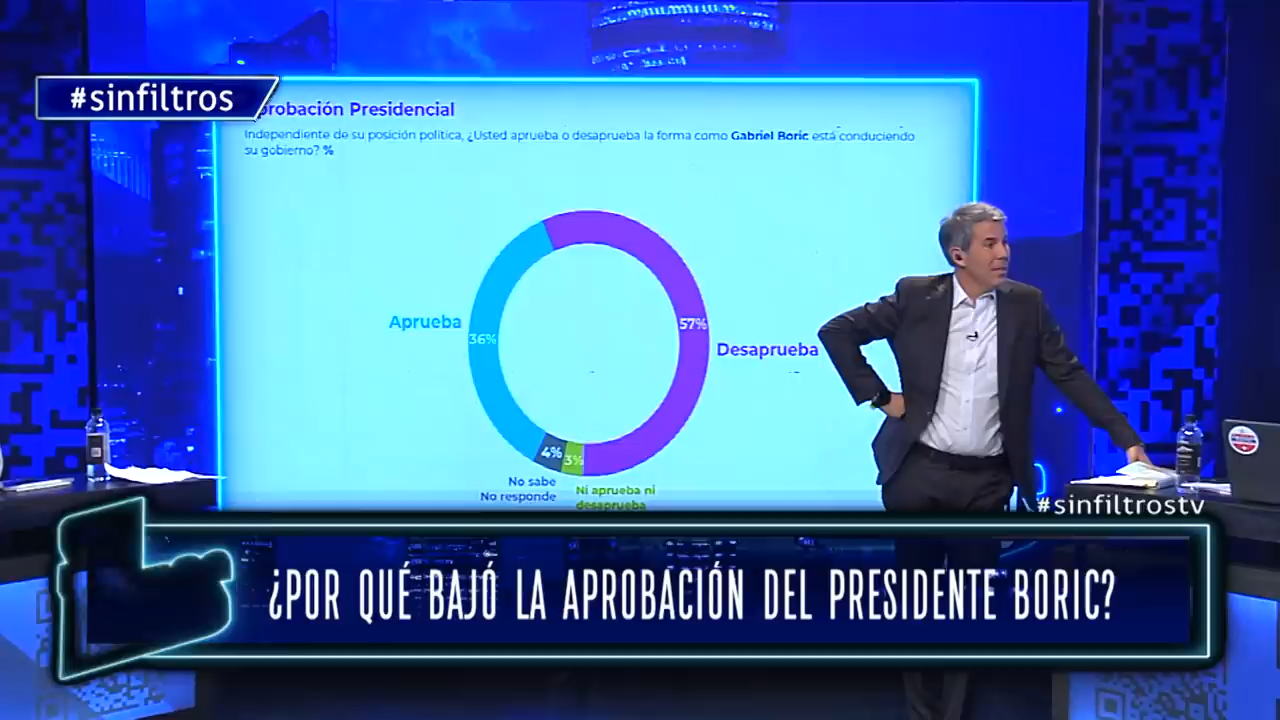 #sinfiltros
probación Presidencial
Independiente de su posición política, ¿Usted aprueba o desaprueba la forma como Gabriel Boric está conduciendo
su gobierno? %
Aprueba
36%
57%
Desaprueba
4%
3%
No sabe
No responde
Ni aprueba ni
desaprueba
#sinfiltrostv
¿POR QUÉ BAJÓ LA APROBACIÓN DEL PRESIDENTE BORIC?